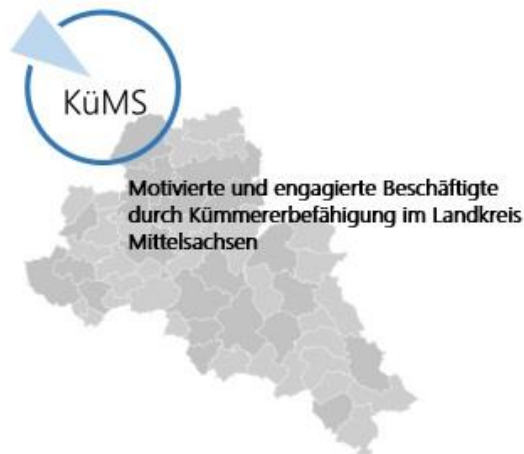 KüMS
Motivierte und engagierte Beschäftigte
durch Kümmererbefähigung im Landkreis
Mittelsachsen